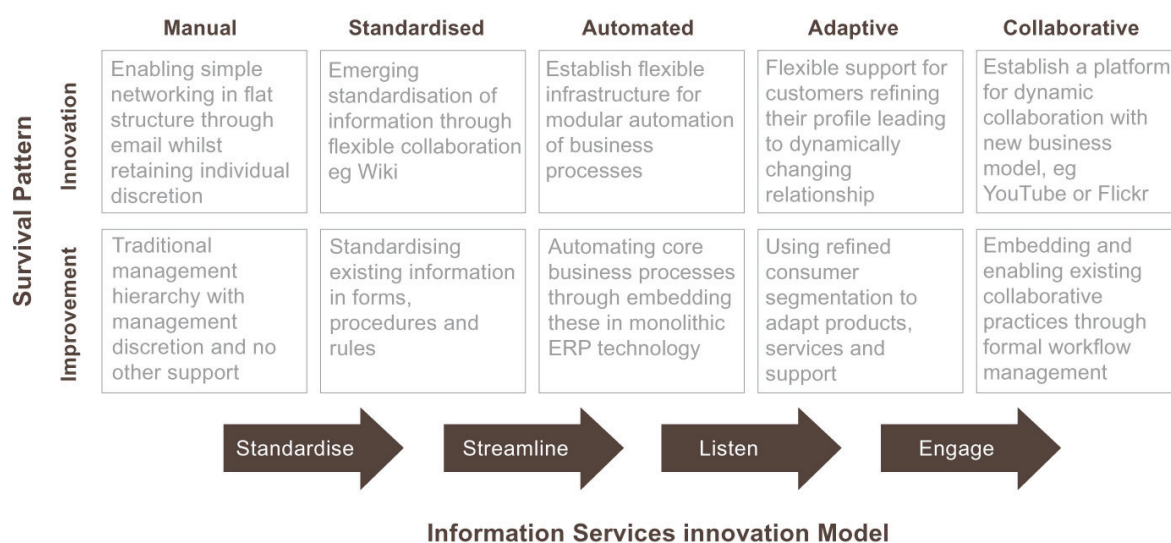 Manual
Standardised
Automated
Adaptive
Collaborative
Survival Pattern
Innovation
Enabling simple
networking in flat
structure through
email whilst
retaining individual
discretion
Emerging
standardisation of
information through
flexible collaboration
eg Wiki
Establish flexible
infrastructure for
modular automation
of business
processes
Flexible support for
customers refining
their profile leading
to dynamically
changing
relationship
Establish a platform
for dynamic
collaboration with
new business
model, eg
YouTube or Flickr
Improvement
Traditional
management
hierarchy with
management
discretion and no
other support
Standardising
existing information
in forms,
procedures and
rules
Automating core
business processes
through embedding
these in monolithic
ERP technology
Using refined
consumer
segmentation to
adapt products,
services and
support
Embedding and
enabling existing
collaborative
practices through
formal workflow
management
Standardise
Streamline
Listen
Engage
Information Services innovation Model